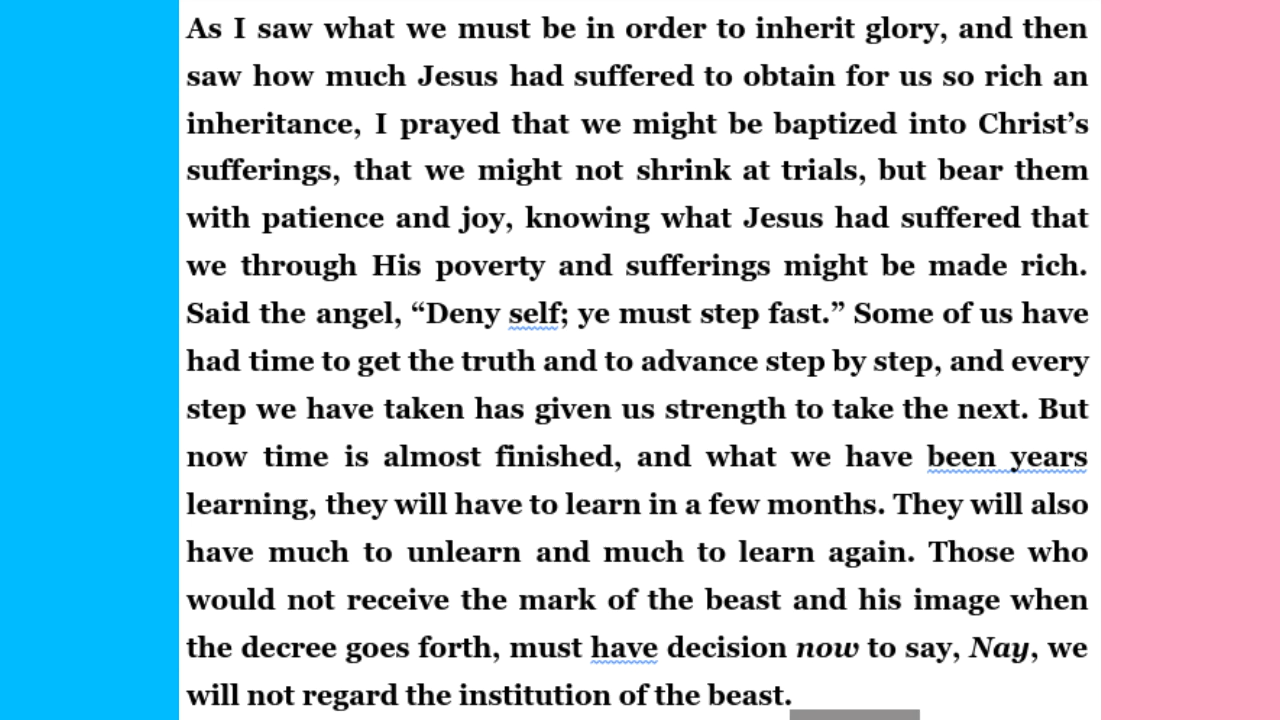 As I saw what we must be in order to inherit glory, and then
saw how much Jesus had suffered to obtain for us so rich an
inheritance, I prayed that we might be baptized into Christ’s
sufferings, that we might not shrink at trials, but bear them
with patience and joy, knowing what Jesus had suffered that
we through His poverty and sufferings might be made rich.
Said the angel, “Deny self; ye must step fast.” Some of us have
had time to get the truth and to advance step by step, and every
step we have taken has given us strength to take the next. But
now time is almost finished, and what we have been years
learning, they will have to learn in a few months. They will also
have much to unlearn and much to learn again. Those who
would not receive the mark of the beast and his image when
the decree goes forth, must have decision now to say, Nay, we
will not regard the institution of the beast.